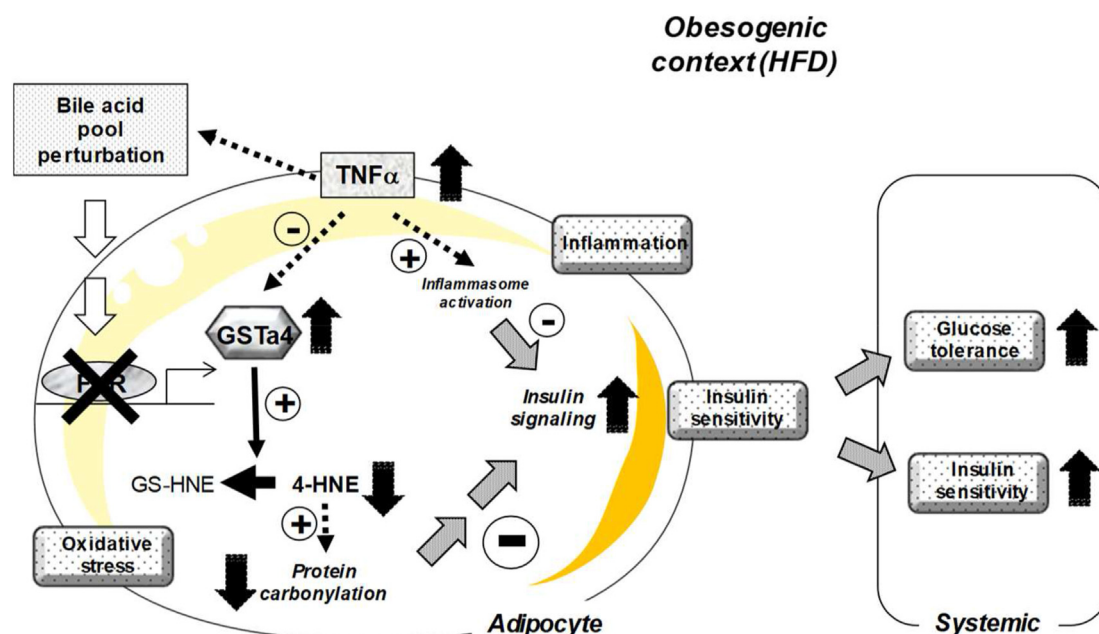 Obesogenic
context (HFD)
Bile acid
pool
perturbation
TNFα
-
+
Inflammation
Inflammasome
activation
-
GSTa4
+
Insulin
signaling
Insulin
sensitivity
Glucose
tolerance
Insulin
sensitivity
GS-HNE
4-HNE
+
-
Oxidative
stress
Protein
carbonylation
Adipocyte
Systemic